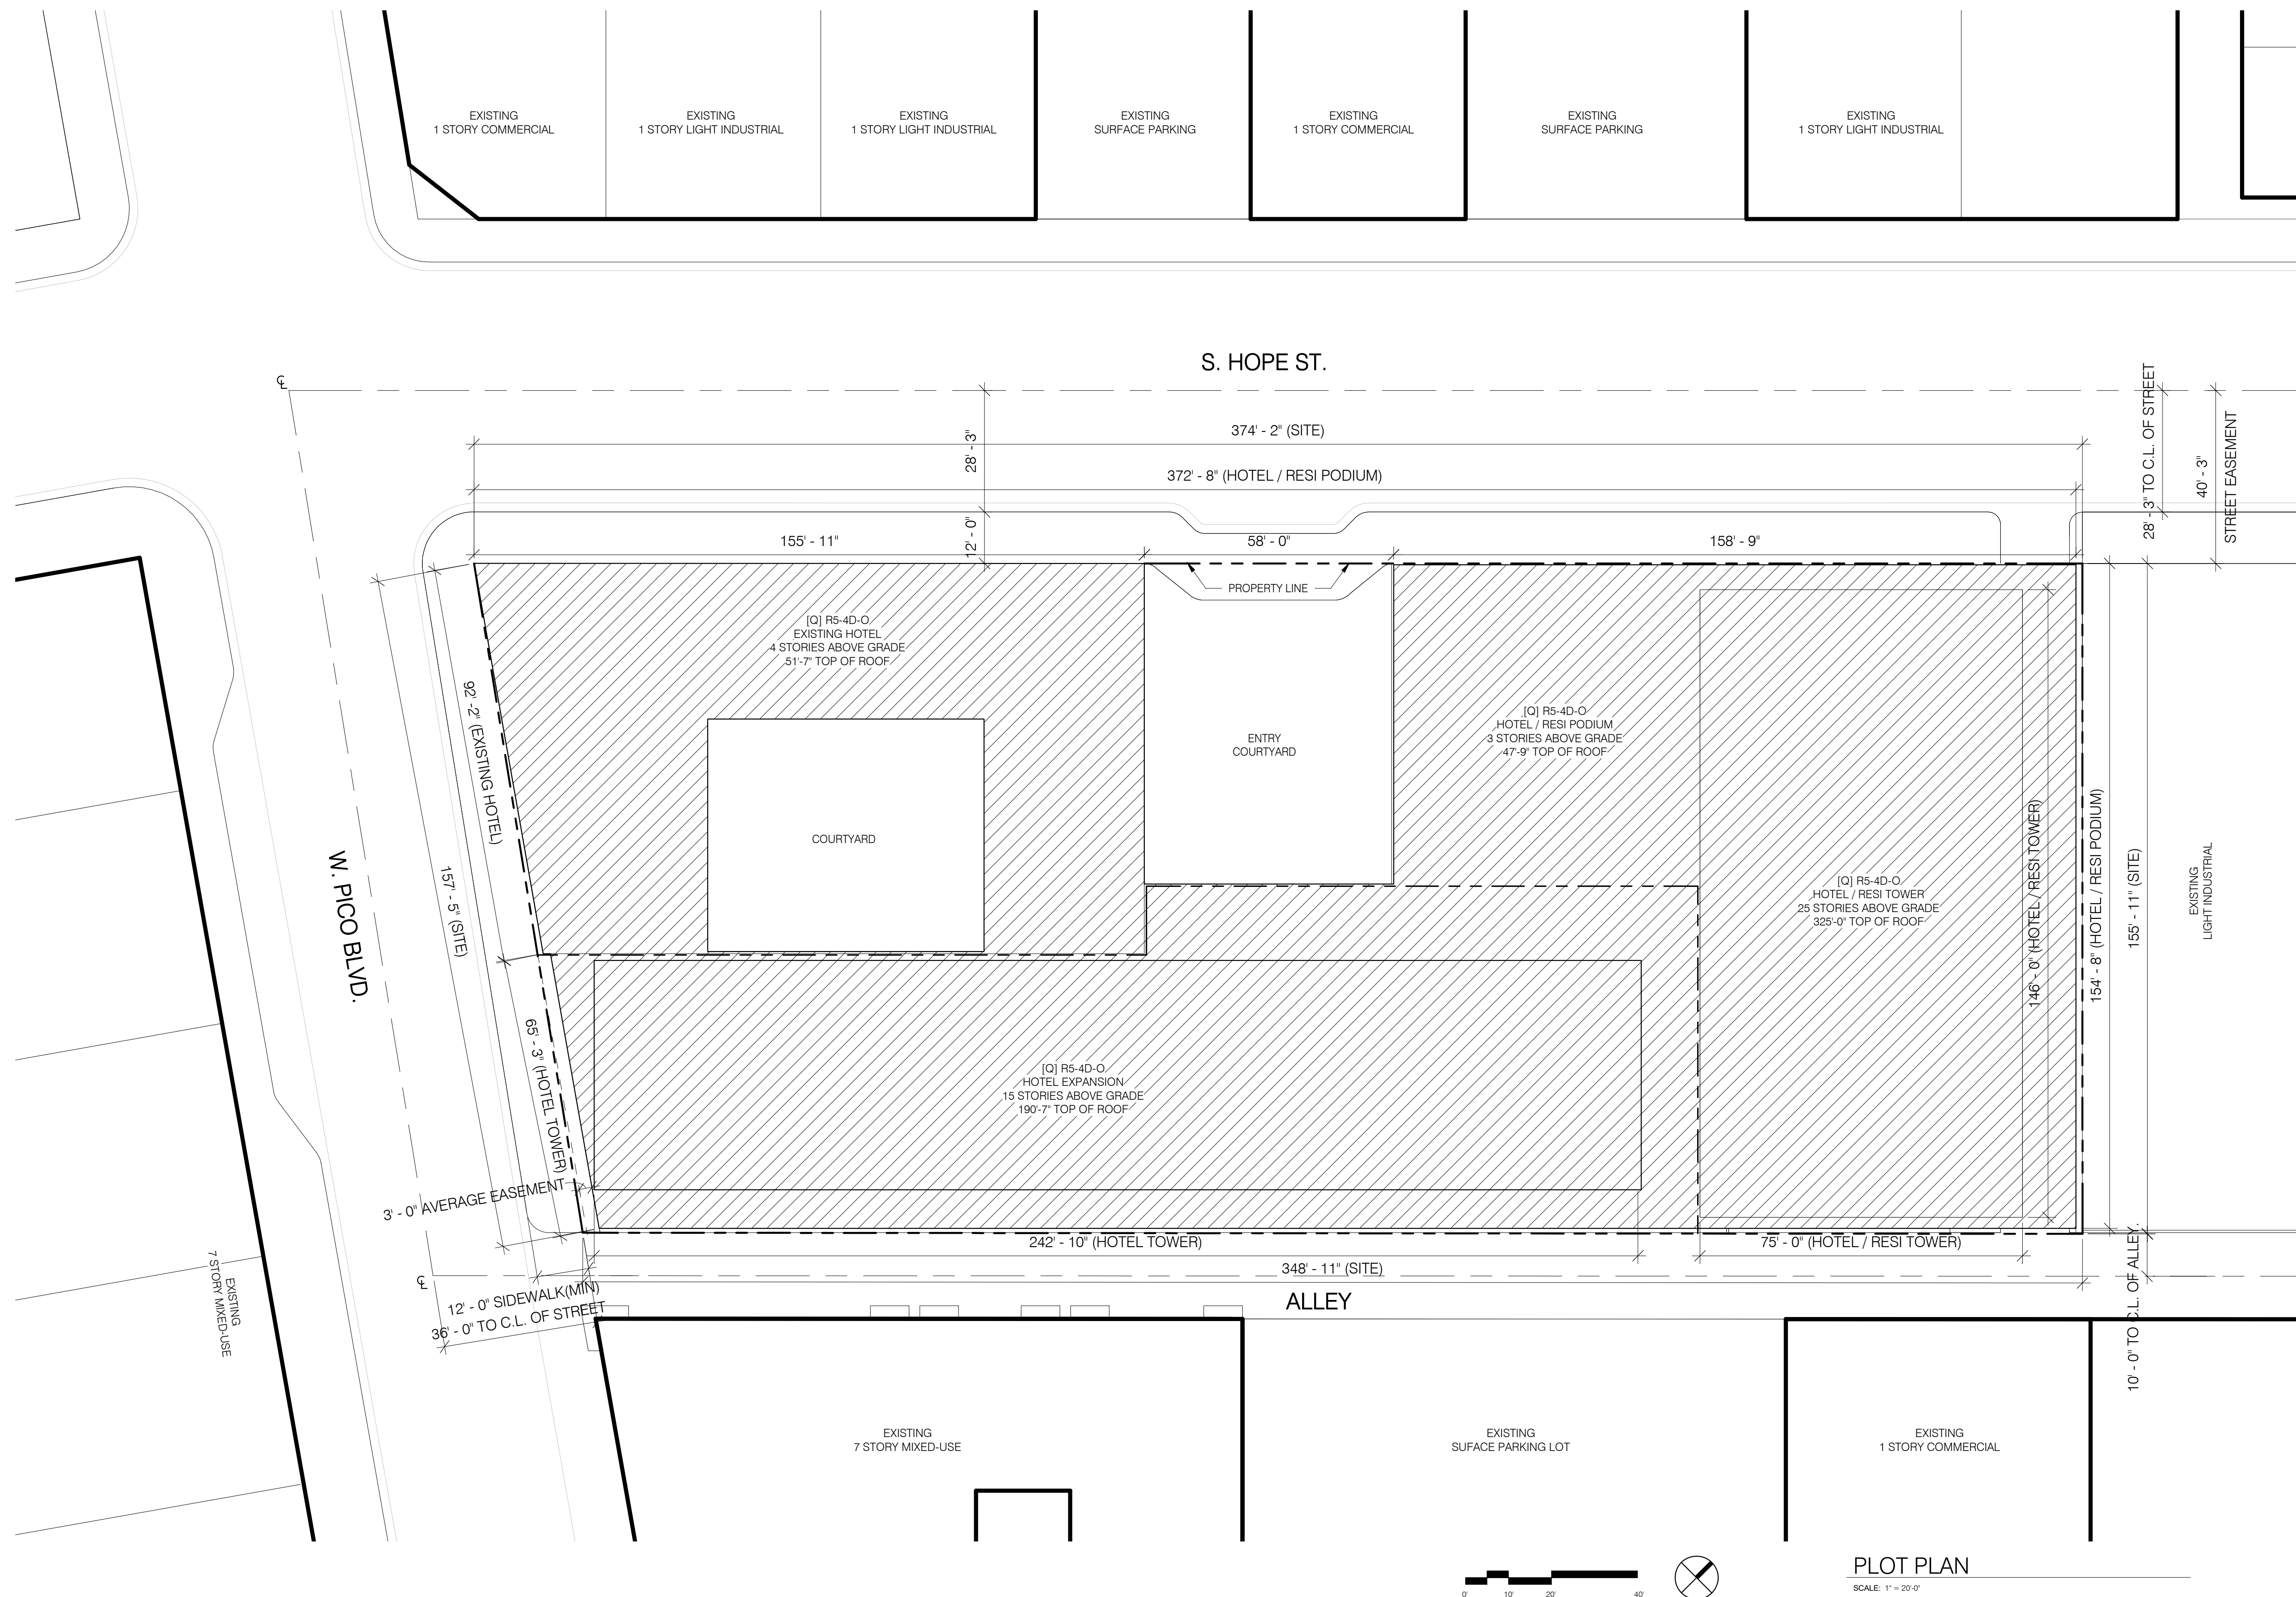 EXISTING
1 STORY COMMERCIAL
EXISTING
1 STORY LIGHT INDUSTRIAL
EXISTING
1 STORY LIGHT INDUSTRIAL
EXISTING
SURFACE PARKING
EXISTING
1 STORY COMMERCIAL
EXISTING
SURFACE PARKING
EXISTING
1 STORY LIGHT INDUSTRIAL
S. HOPE ST.
374' - 2" (SITE)
372' - 8" (HOTEL / RESI PODIUM)
28' - 3"
12' - 0"
155' - 11"
58' - 0"
158' - 9"
28' - 3" TO C.L. OF STREET
40' - 3"
STREET EASEMENT
PROPERTY LINE
[Q] R5-4D-O
EXISTING HOTEL
4 STORIES ABOVE GRADE
51'-7" TOP OF ROOF
COURTYARD
ENTRY
COURTYARD
[Q] R5-4D-O
HOTEL / RESI PODIUM
3 STORIES ABOVE GRADE
47'-9" TOP OF ROOF
[Q] R5-4D-O
HOTEL / RESI TOWER
25 STORIES ABOVE GRADE
325'-0" TOP OF ROOF
[Q] R5-4D-O
HOTEL EXPANSION
15 STORIES ABOVE GRADE
190'-7" TOP OF ROOF
146' - 0" (HOTEL / RESI TOWER)
154' - 8" (HOTEL / RESI PODIUM)
155' - 11" (SITE)
EXISTING
LIGHT INDUSTRIAL
W. PICO BLVD.
92' -2" (EXISTING HOTEL)
157' - 5" (SITE)
65' - 3" (HOTEL TOWER)
3' - 0" AVERAGE EASEMENT
242' - 10" (HOTEL TOWER)
75' - 0" (HOTEL / RESI TOWER)
348' - 11" (SITE)
12' - 0" SIDEWALK(MIN)
36' - 0" TO C.L. OF STREET
ALLEY
10' - 0" TO C.L. OF ALLEY.
EXISTING
7 STORY MIXED-USE
EXISTING
7 STORY MIXED-USE
EXISTING
SUFACE PARKING LOT
EXISTING
1 STORY COMMERCIAL
0' 10' 20' 40'
PLOT PLAN
SCALE: 1" = 20'-0"